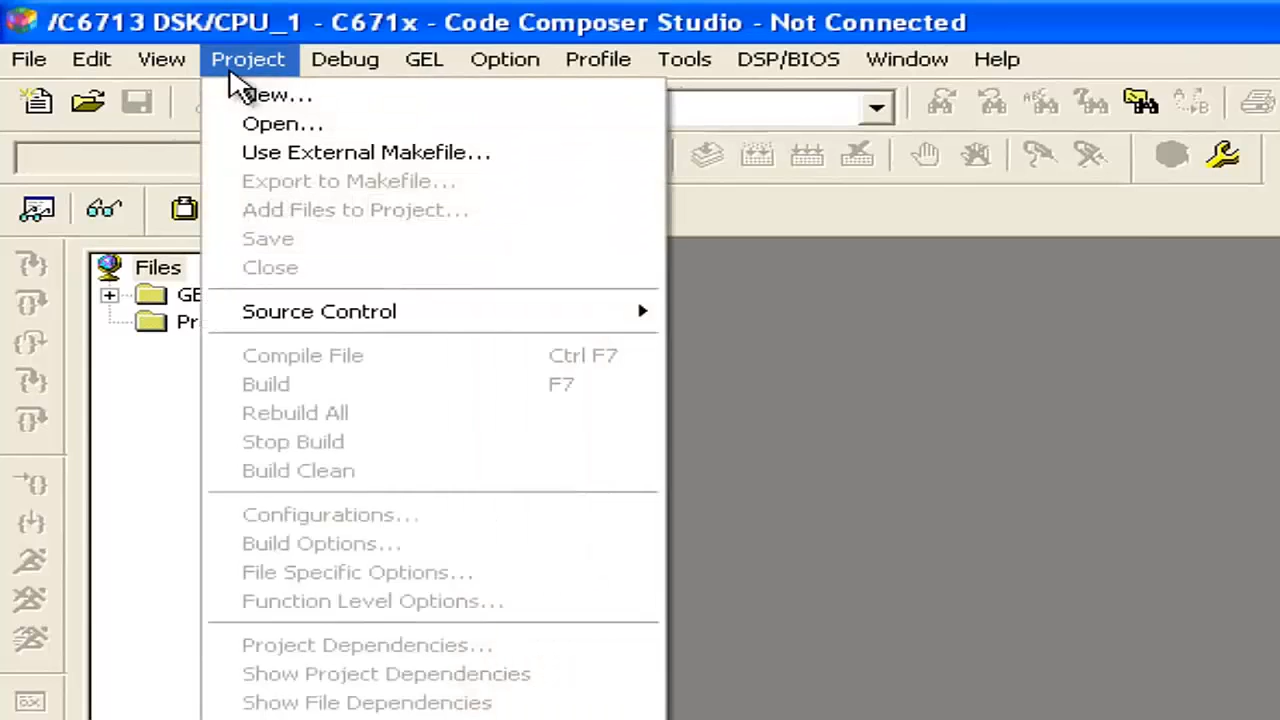 /C6713 DSK/CPU_1 - C671x - Code Composer Studio - Not Connected
File Edit View Project Debug GEL Option Profile Tools DSP/BIOS Window Help
New...
Open...
Use External Makefile...
Export to Makefile...
Add Files to Project...
Save
Close
Files
GE
Pr
Source Control
Compile File Ctrl F7
Build F7
Rebuild All
Stop Build
Build Clean
Configurations...
Build Options...
File Specific Options...
Function Level Options...
Project Dependencies...
Show Project Dependencies
Show File Dependencies